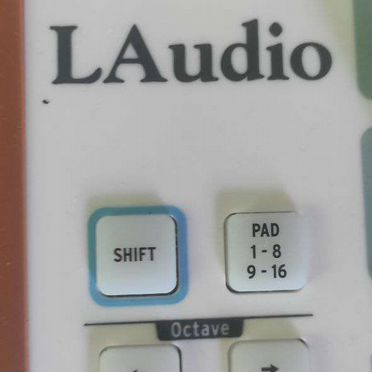 LAudio
SHIFT
PAD
1 - 8
9 - 16
Octave